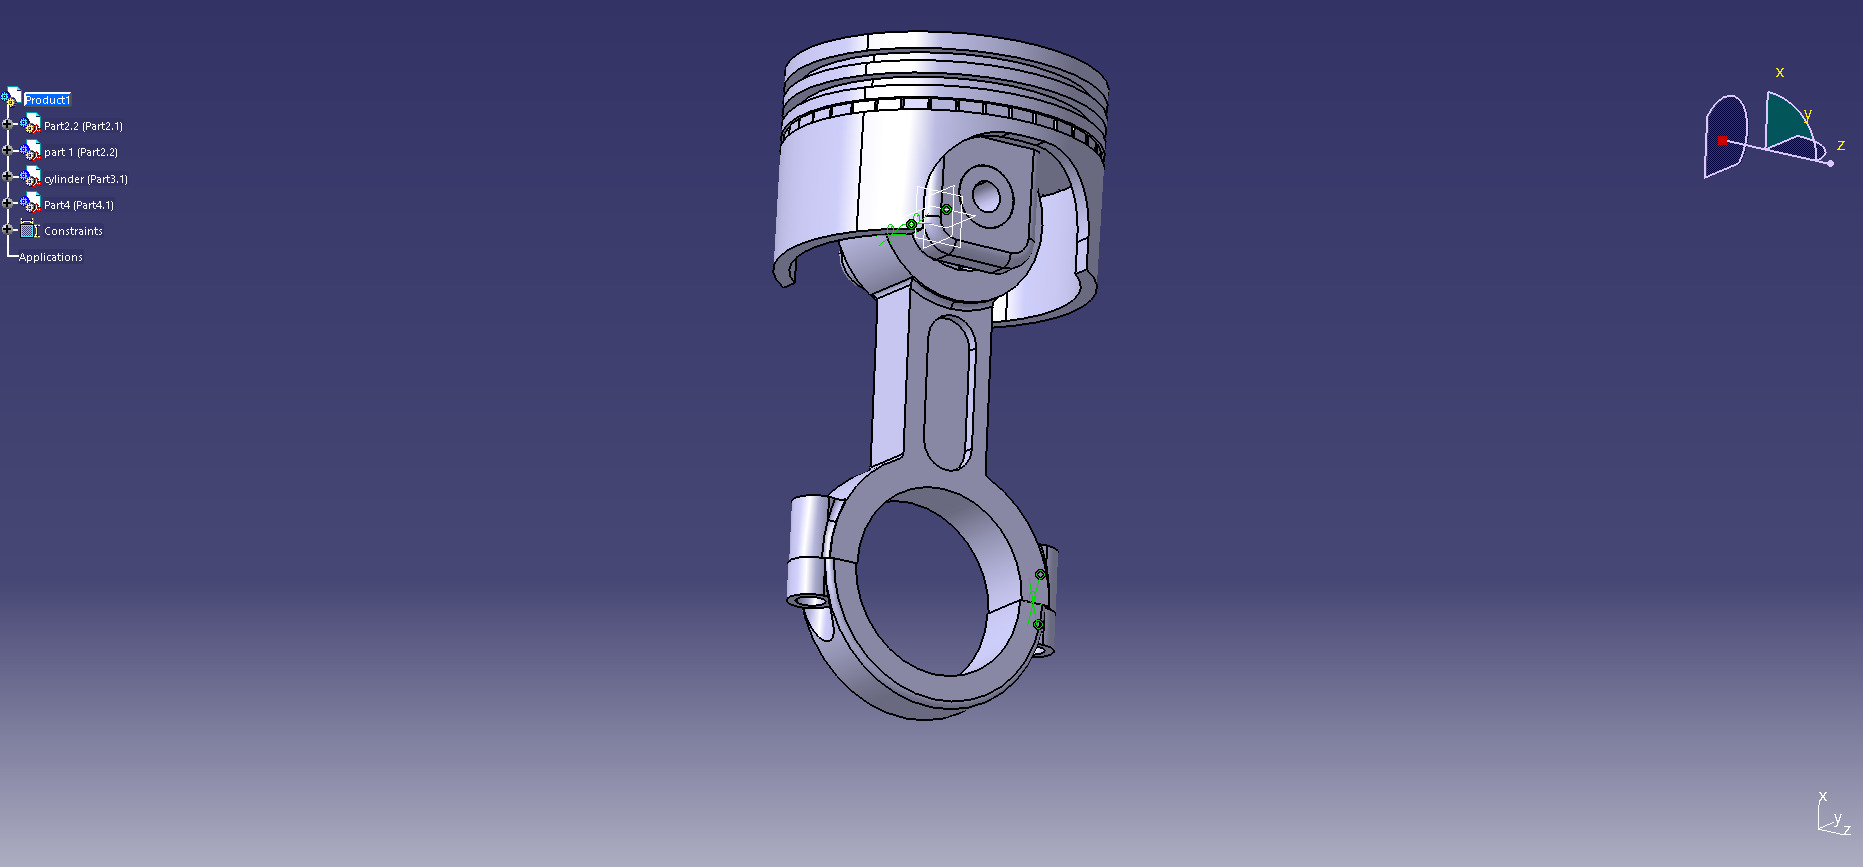 Product1
Part2.2 (Part2.1)
part 1 (Part2.2)
cylinder (Part3.1)
Part4 (Part4.1)
Constraints
Applications
x
y
z
x
y
z